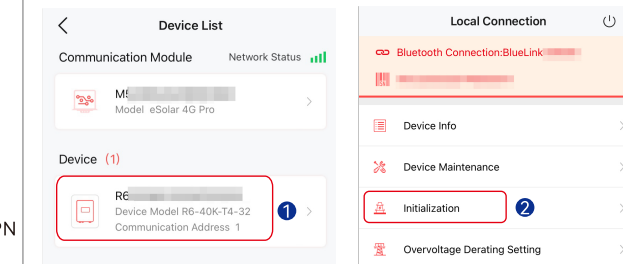 PN
Device List
Communication Module Network Status
M5
Model eSolar 4G Pro
Device (1)
R6
Device Model R6-40K-T4-32
Communication Address 1
1
Local Connection
Bluetooth Connection:BlueLink
Device Info
Device Maintenance
Initialization 2
Overvoltage Derating Setting